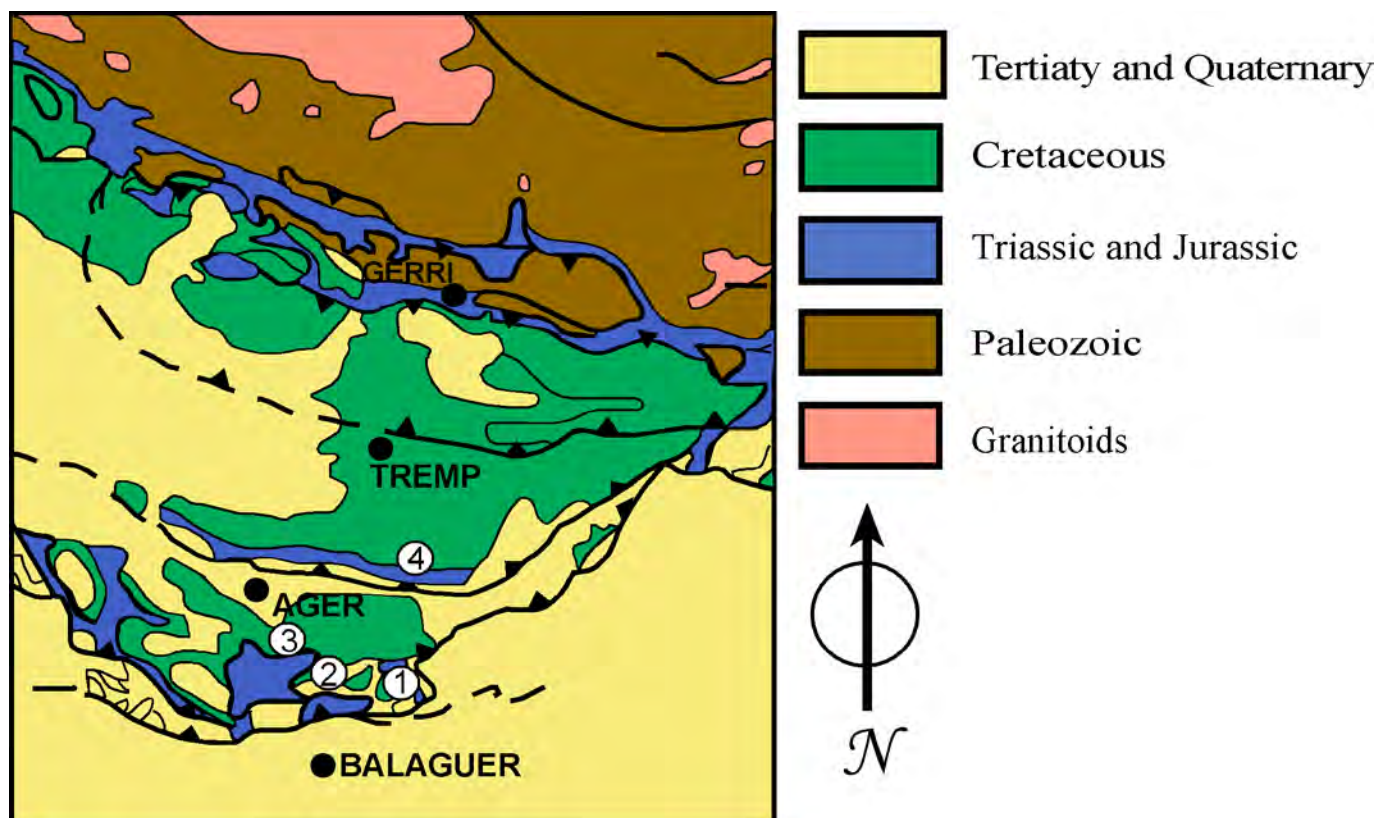 Tertiaty and Quaternary
Cretaceous
Triassic and Jurassic
Paleozoic
Granitoids
N
GERRI
TREMP
4
AGER
3
2
1
BALAGUER